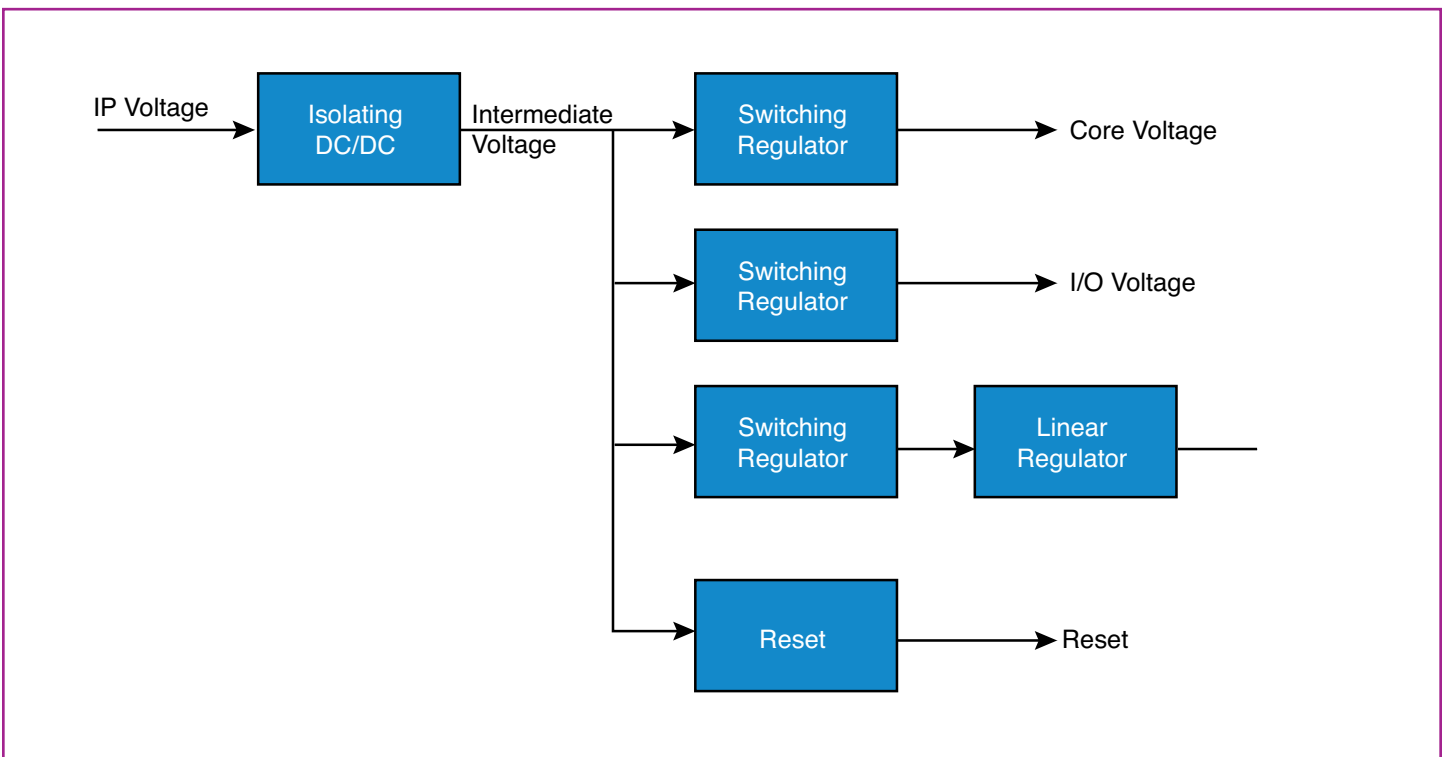 IP Voltage
Isolating
DC/DC
Intermediate
Voltage
Switching
Regulator
Core Voltage
Switching
Regulator
I/O Voltage
Switching
Regulator
Linear
Regulator
Reset
Reset